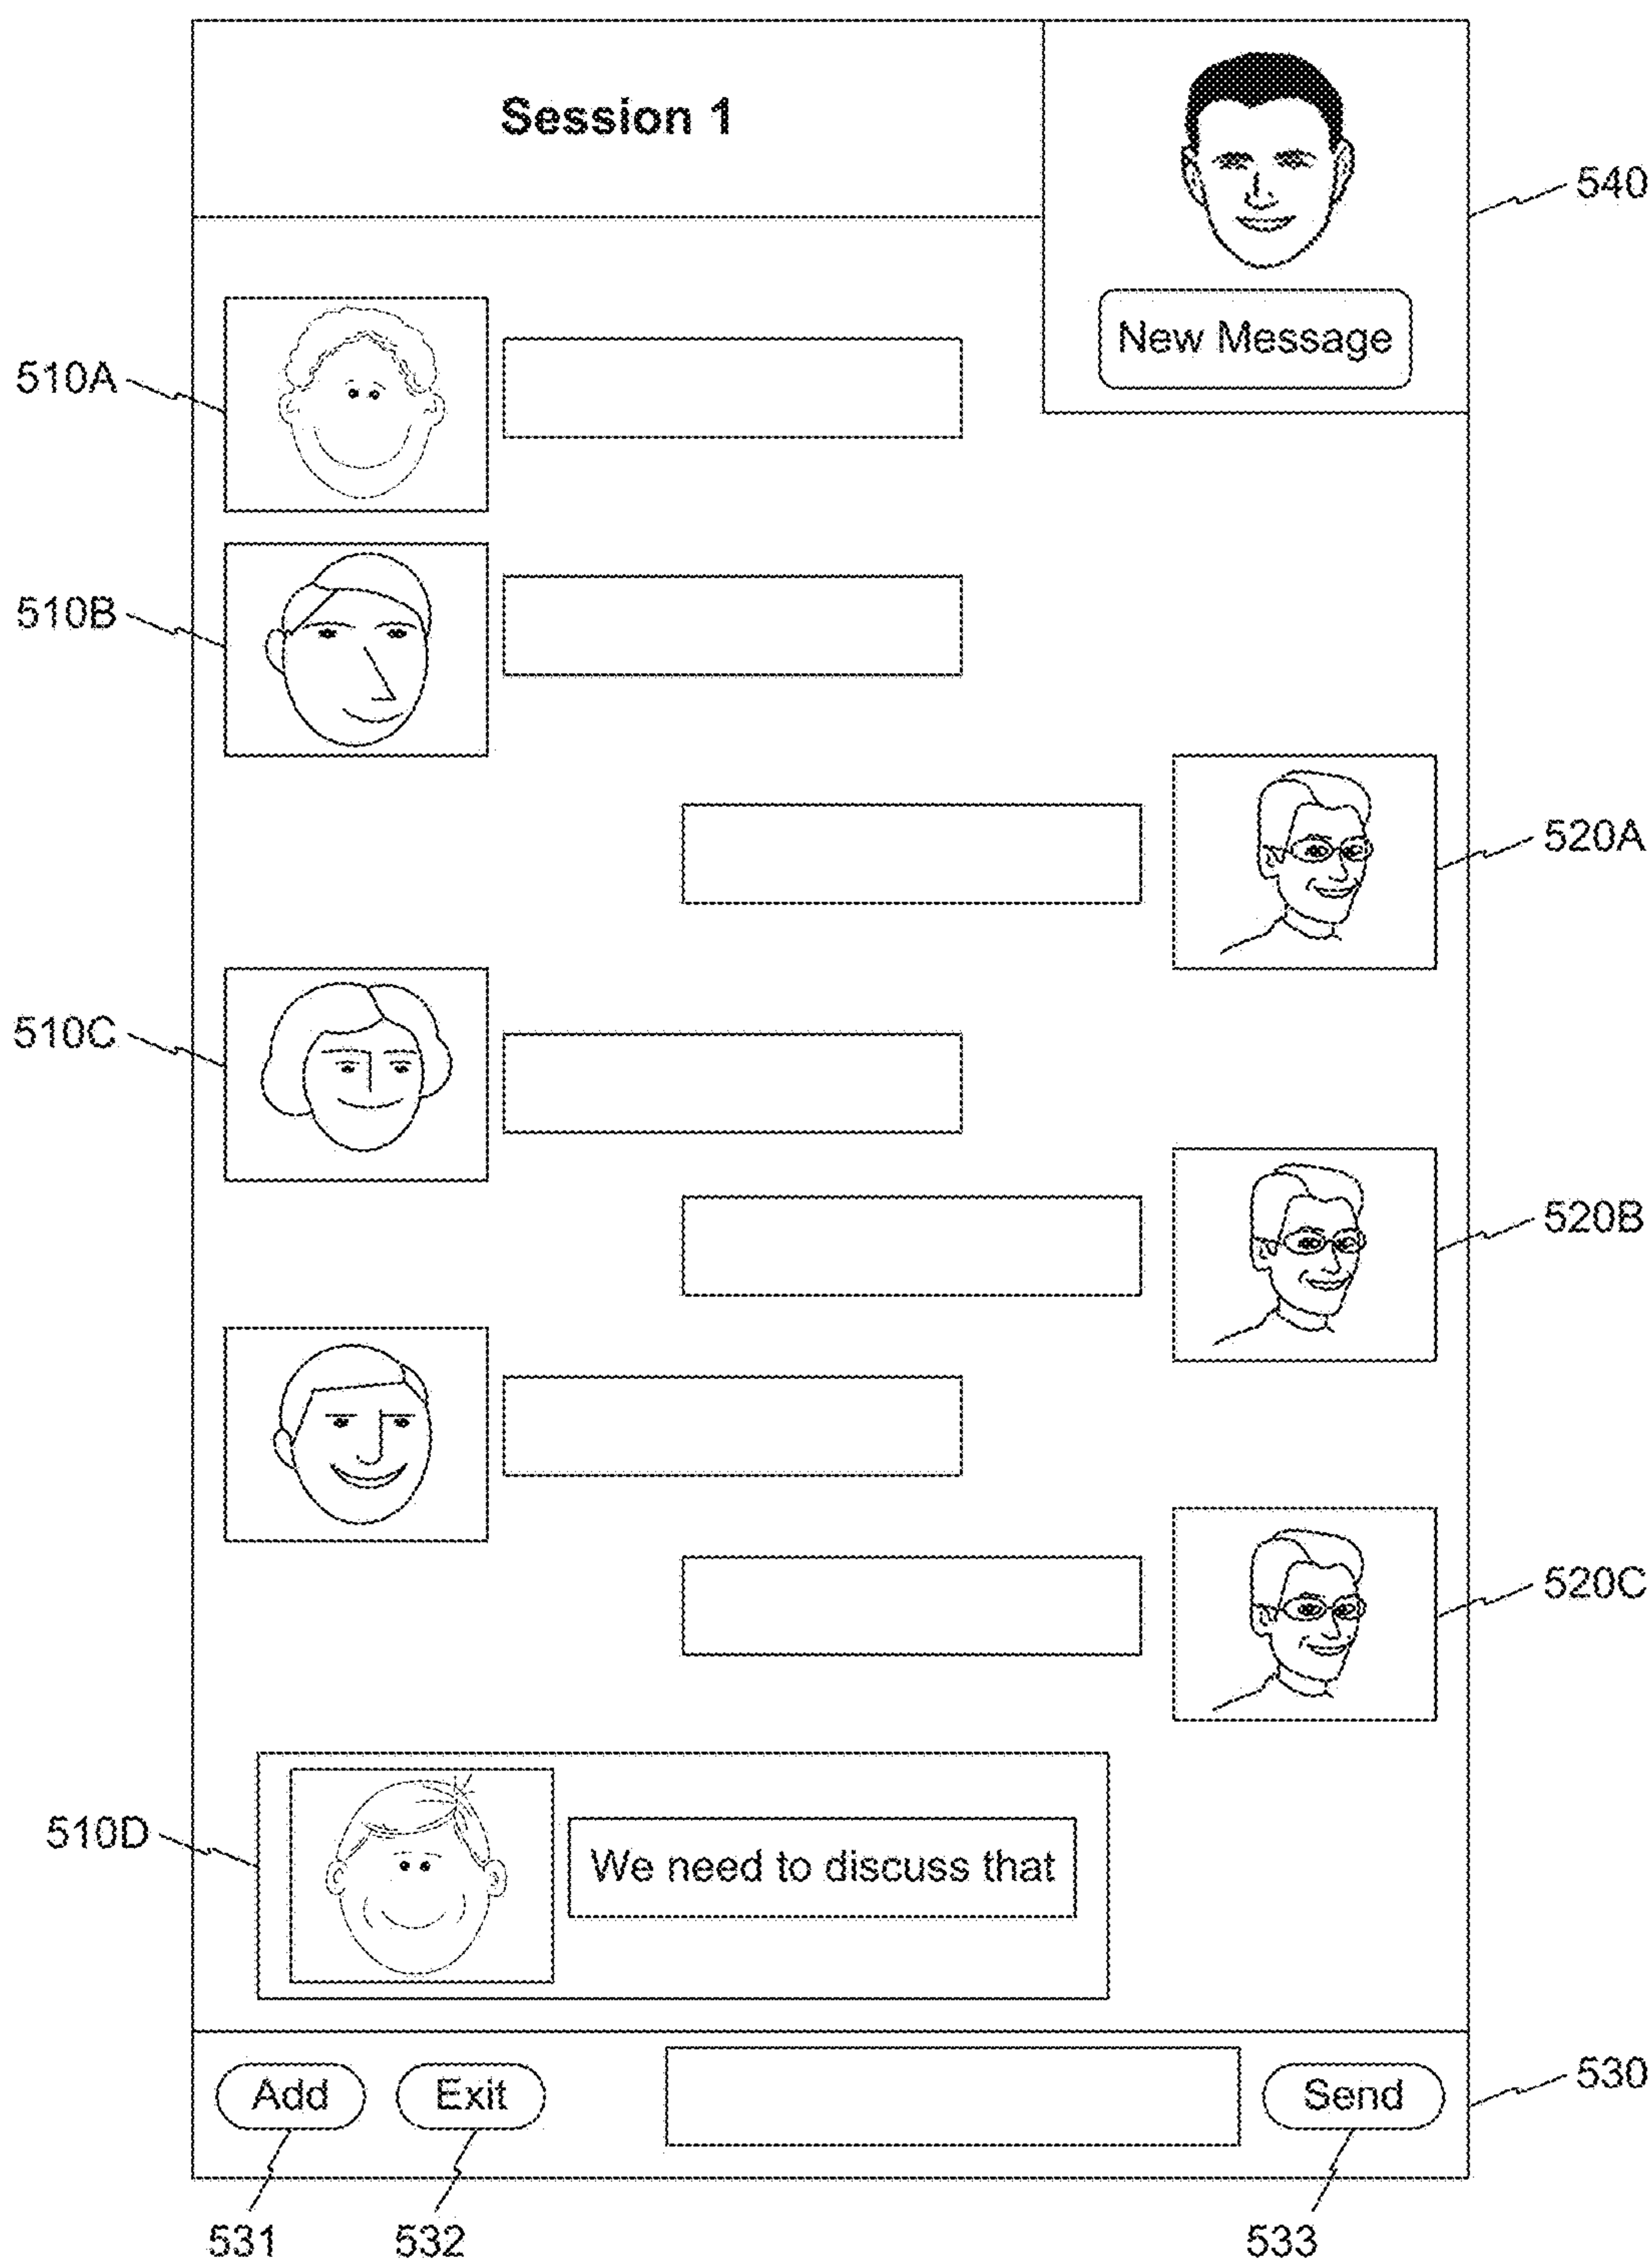 Session 1
540
New Message
510A
510B
520A
510C
520B
520C
510D
We need to discuss that
530
Add
Exit
Send
531
532
533